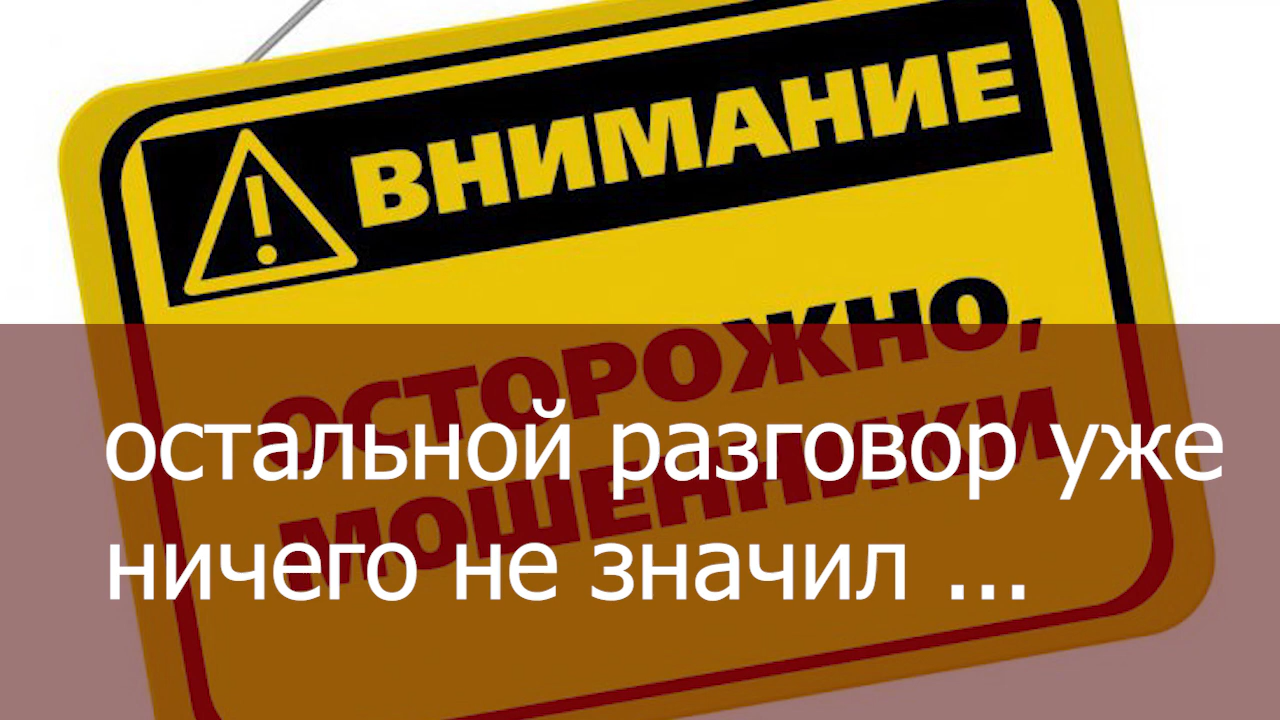 ВНИМАНИЕ
ОСТОРОЖНО,
МОШЕННИКИ
остальной разговор уже
ничего не значил ...